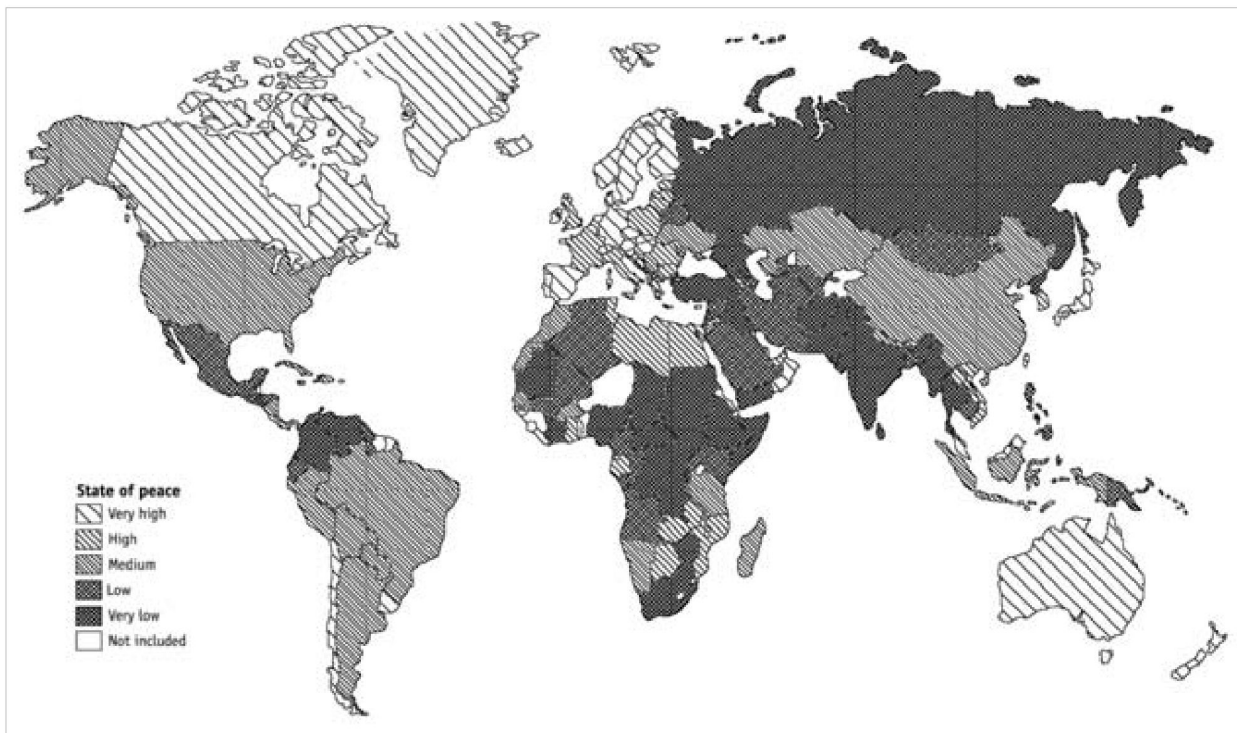 State of peace
Very high
High
Medium
Low
Very low
Not included